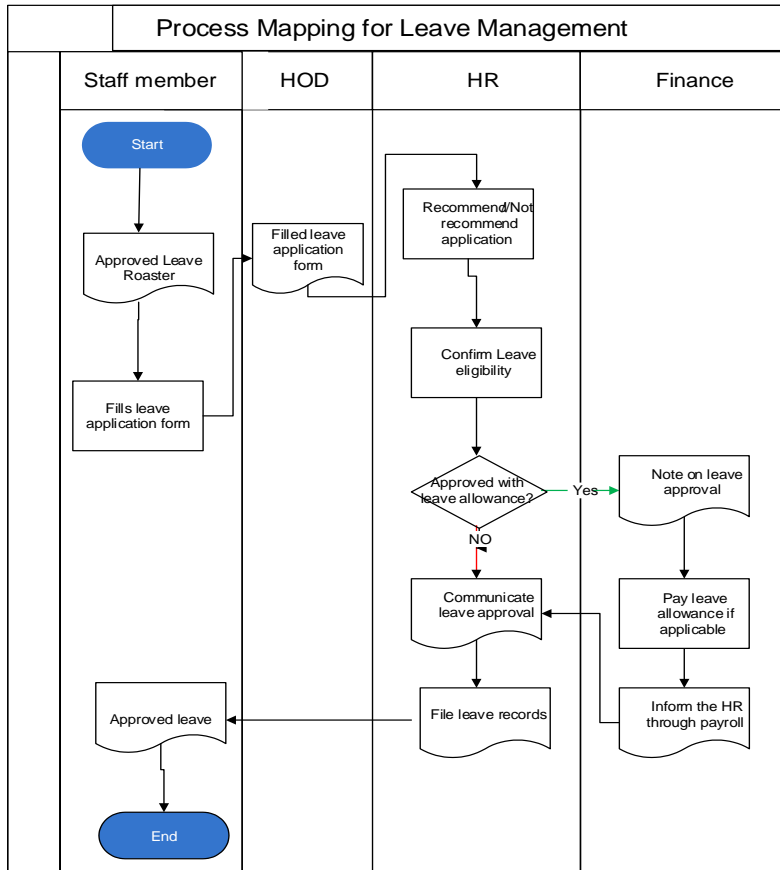 Process Mapping for Leave Management
Staff member
HOD
HR
Finance
Start
Approved Leave
Roaster
Fills leave
application form
Filled leave
application
form
Recommend/Not
recommend
application
Confirm Leave
eligibility
Approved with
leave allowance?
Yes
NO
Note on leave
approval
Pay leave
allowance if
applicable
Inform the HR
through payroll
Communicate
leave approval
File leave records
Approved leave
End